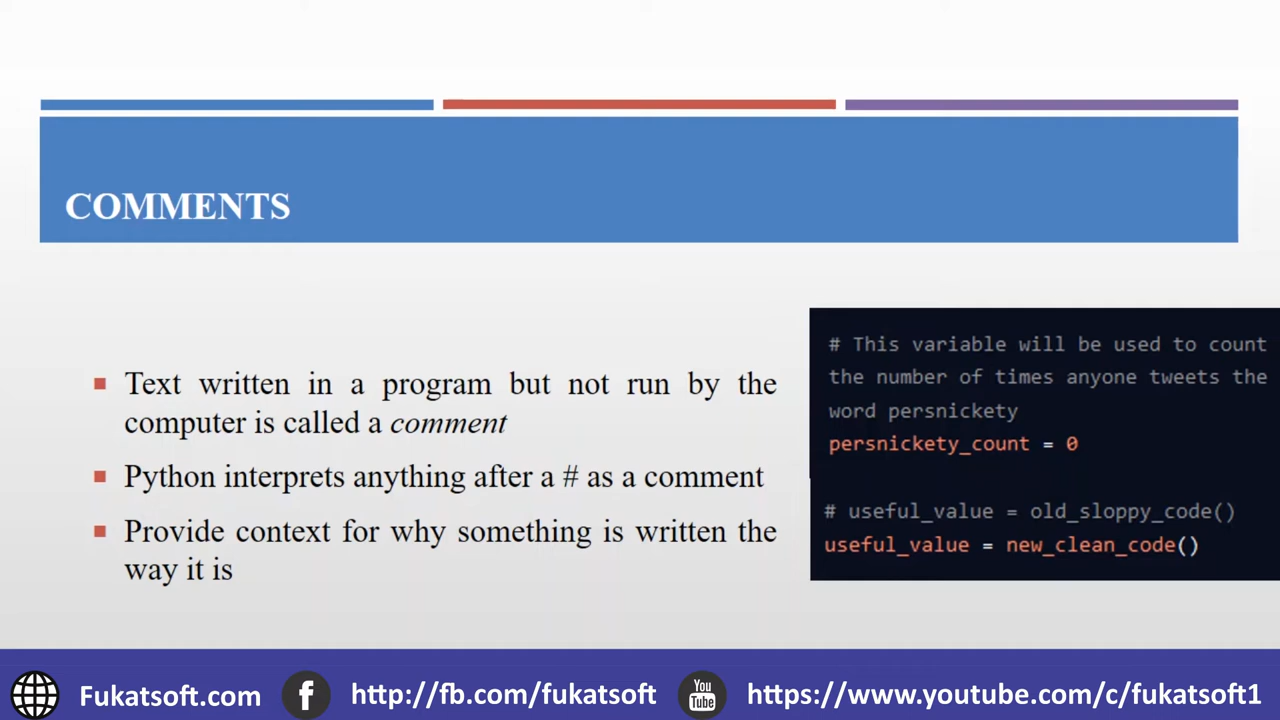 COMMENTS
Text written in a program but not run by the
computer is called a comment
Python interprets anything after a # as a comment
Provide context for why something is written the
way it is
# This variable will be used to count
the number of times anyone tweets the
word persnickety
persnickety_count = 0
# useful_value = old_sloppy_code()
useful_value = new_clean_code()
Fukatsoft.com
http://fb.com/fukatsoft
You
Tube
https://www.youtube.com/c/fukatsoft1